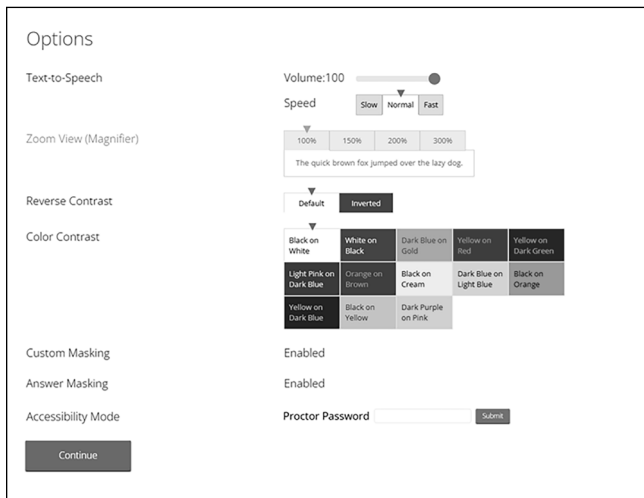 Options
Text-to-Speech
Volume:100
Speed
Slow Normal Fast
Zoom View (Magnifier)
100% 150% 200% 300%
The quick brown fox jumped over the lazy dog.
Reverse Contrast
Default Inverted
Color Contrast
Black on White
White on Black
Dark Blue on Gold
Yellow on Red
Yellow on Dark Green
Light Pink on Dark Blue
Orange on Brown
Black on Cream
Dark Blue on Light Blue
Black on Orange
Yellow on Dark Blue
Black on Yellow
Dark Purple on Pink
Custom Masking Enabled
Answer Masking Enabled
Accessibility Mode Proctor Password Submit
Continue